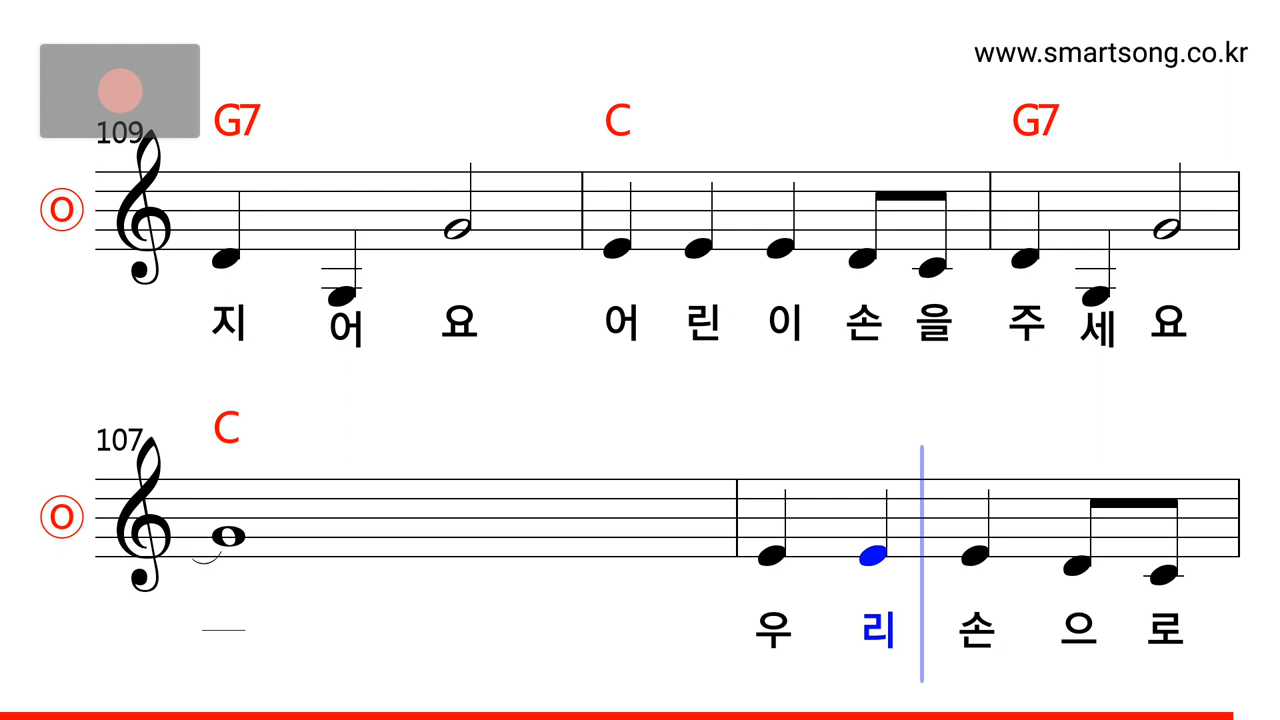 www.smartsong.co.kr
109 G7 C G7
O
지 어 요 어 린 이 손 을 주 세 요
107 C
O
우 리 손 으 로